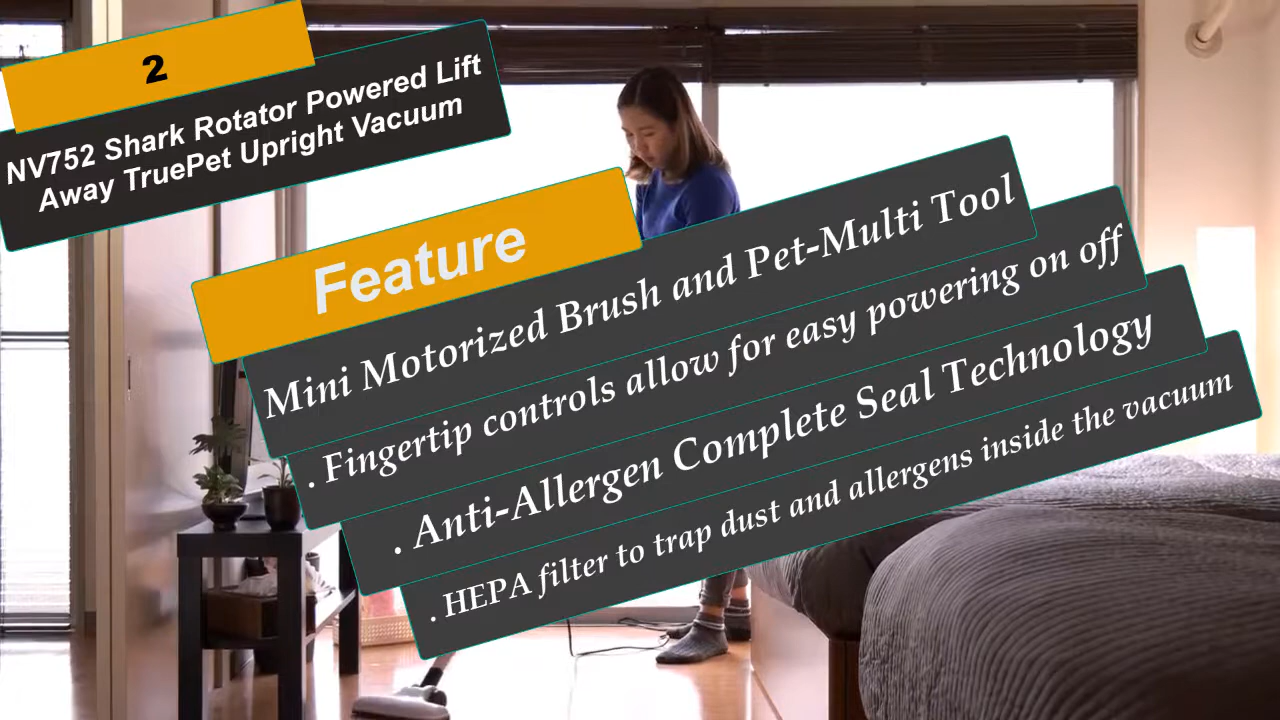 2
NV752 Shark Rotator Powered Lift
Away TruePet Upright Vacuum
Feature
Mini Motorized Brush and Pet-Multi Tool
. Fingertip controls allow for easy powering on off
. Anti-Allergen Complete Seal Technology
. HEPA filter to trap dust and allergens inside the vacuum